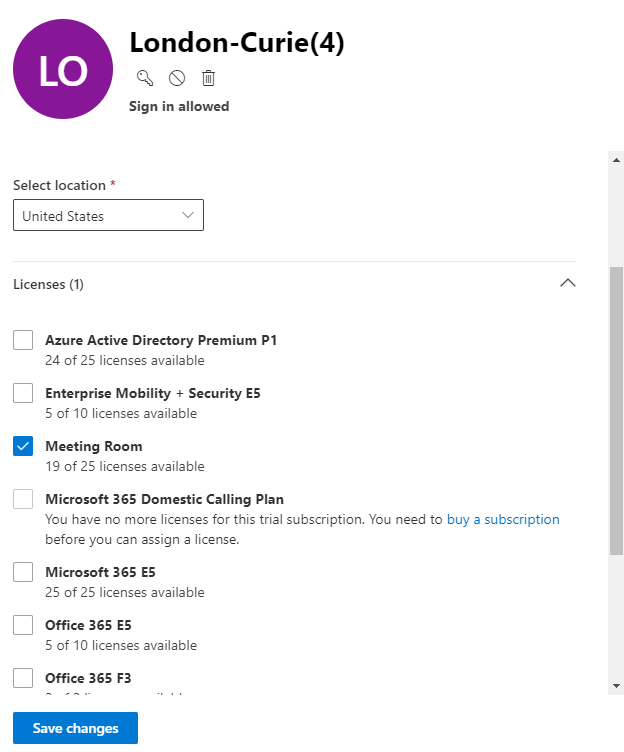 LO
London-Curie(4)
Sign in allowed
Select location *
United States
Licenses (1)
Azure Active Directory Premium P1
24 of 25 licenses available
Enterprise Mobility + Security E5
5 of 10 licenses available
Meeting Room
19 of 25 licenses available
Microsoft 365 Domestic Calling Plan
You have no more licenses for this trial subscription. You need to buy a subscription
before you can assign a license.
Microsoft 365 E5
25 of 25 licenses available
Office 365 E5
5 of 10 licenses available
Office 365 F3
Save changes